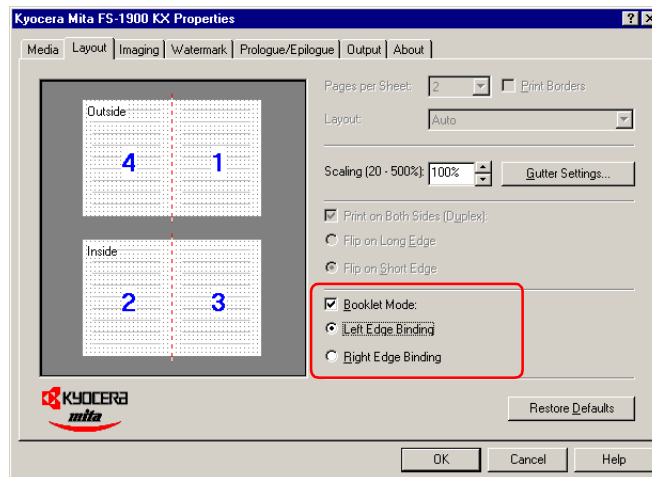 Kyocera Mita FS-1900 KX Properties
Media Layout Imaging Watermark Prologue/Epilogue Output About
Outside
4 1
Inside
2 3
KYOCERA
mita
Pages per Sheet: 2 Print Borders
Layout: Auto
Scaling (20 - 500%): 100% Gutter Settings...
Print on Both Sides (Duplex):
Flip on Long Edge
Flip on Short Edge
Booklet Mode:
Left Edge Binding
Right Edge Binding
Restore Defaults
OK Cancel Help